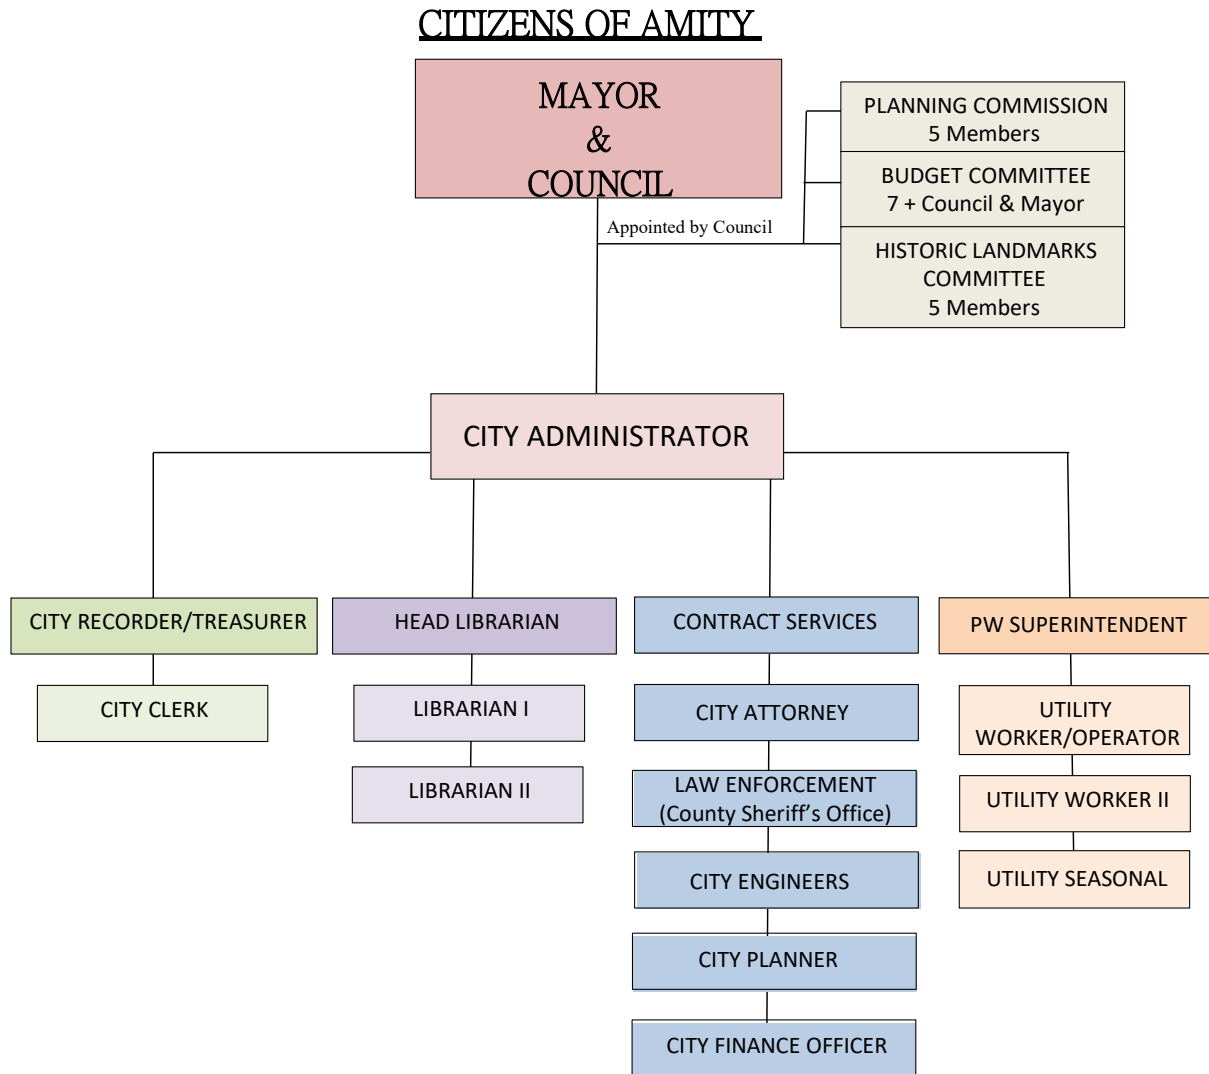 CITIZENS OF AMITY
MAYOR
&
COUNCIL
PLANNING COMMISSION
5 Members
BUDGET COMMITTEE
7 + Council & Mayor
Appointed by Council
HISTORIC LANDMARKS
COMMITTEE
5 Members
CITY ADMINISTRATOR
CITY RECORDER/TREASURER
CITY CLERK
HEAD LIBRARIAN
LIBRARIAN I
LIBRARIAN II
CONTRACT SERVICES
CITY ATTORNEY
LAW ENFORCEMENT
(County Sheriff’s Office)
CITY ENGINEERS
CITY PLANNER
CITY FINANCE OFFICER
PW SUPERINTENDENT
UTILITY
WORKER/OPERATOR
UTILITY WORKER II
UTILITY SEASONAL